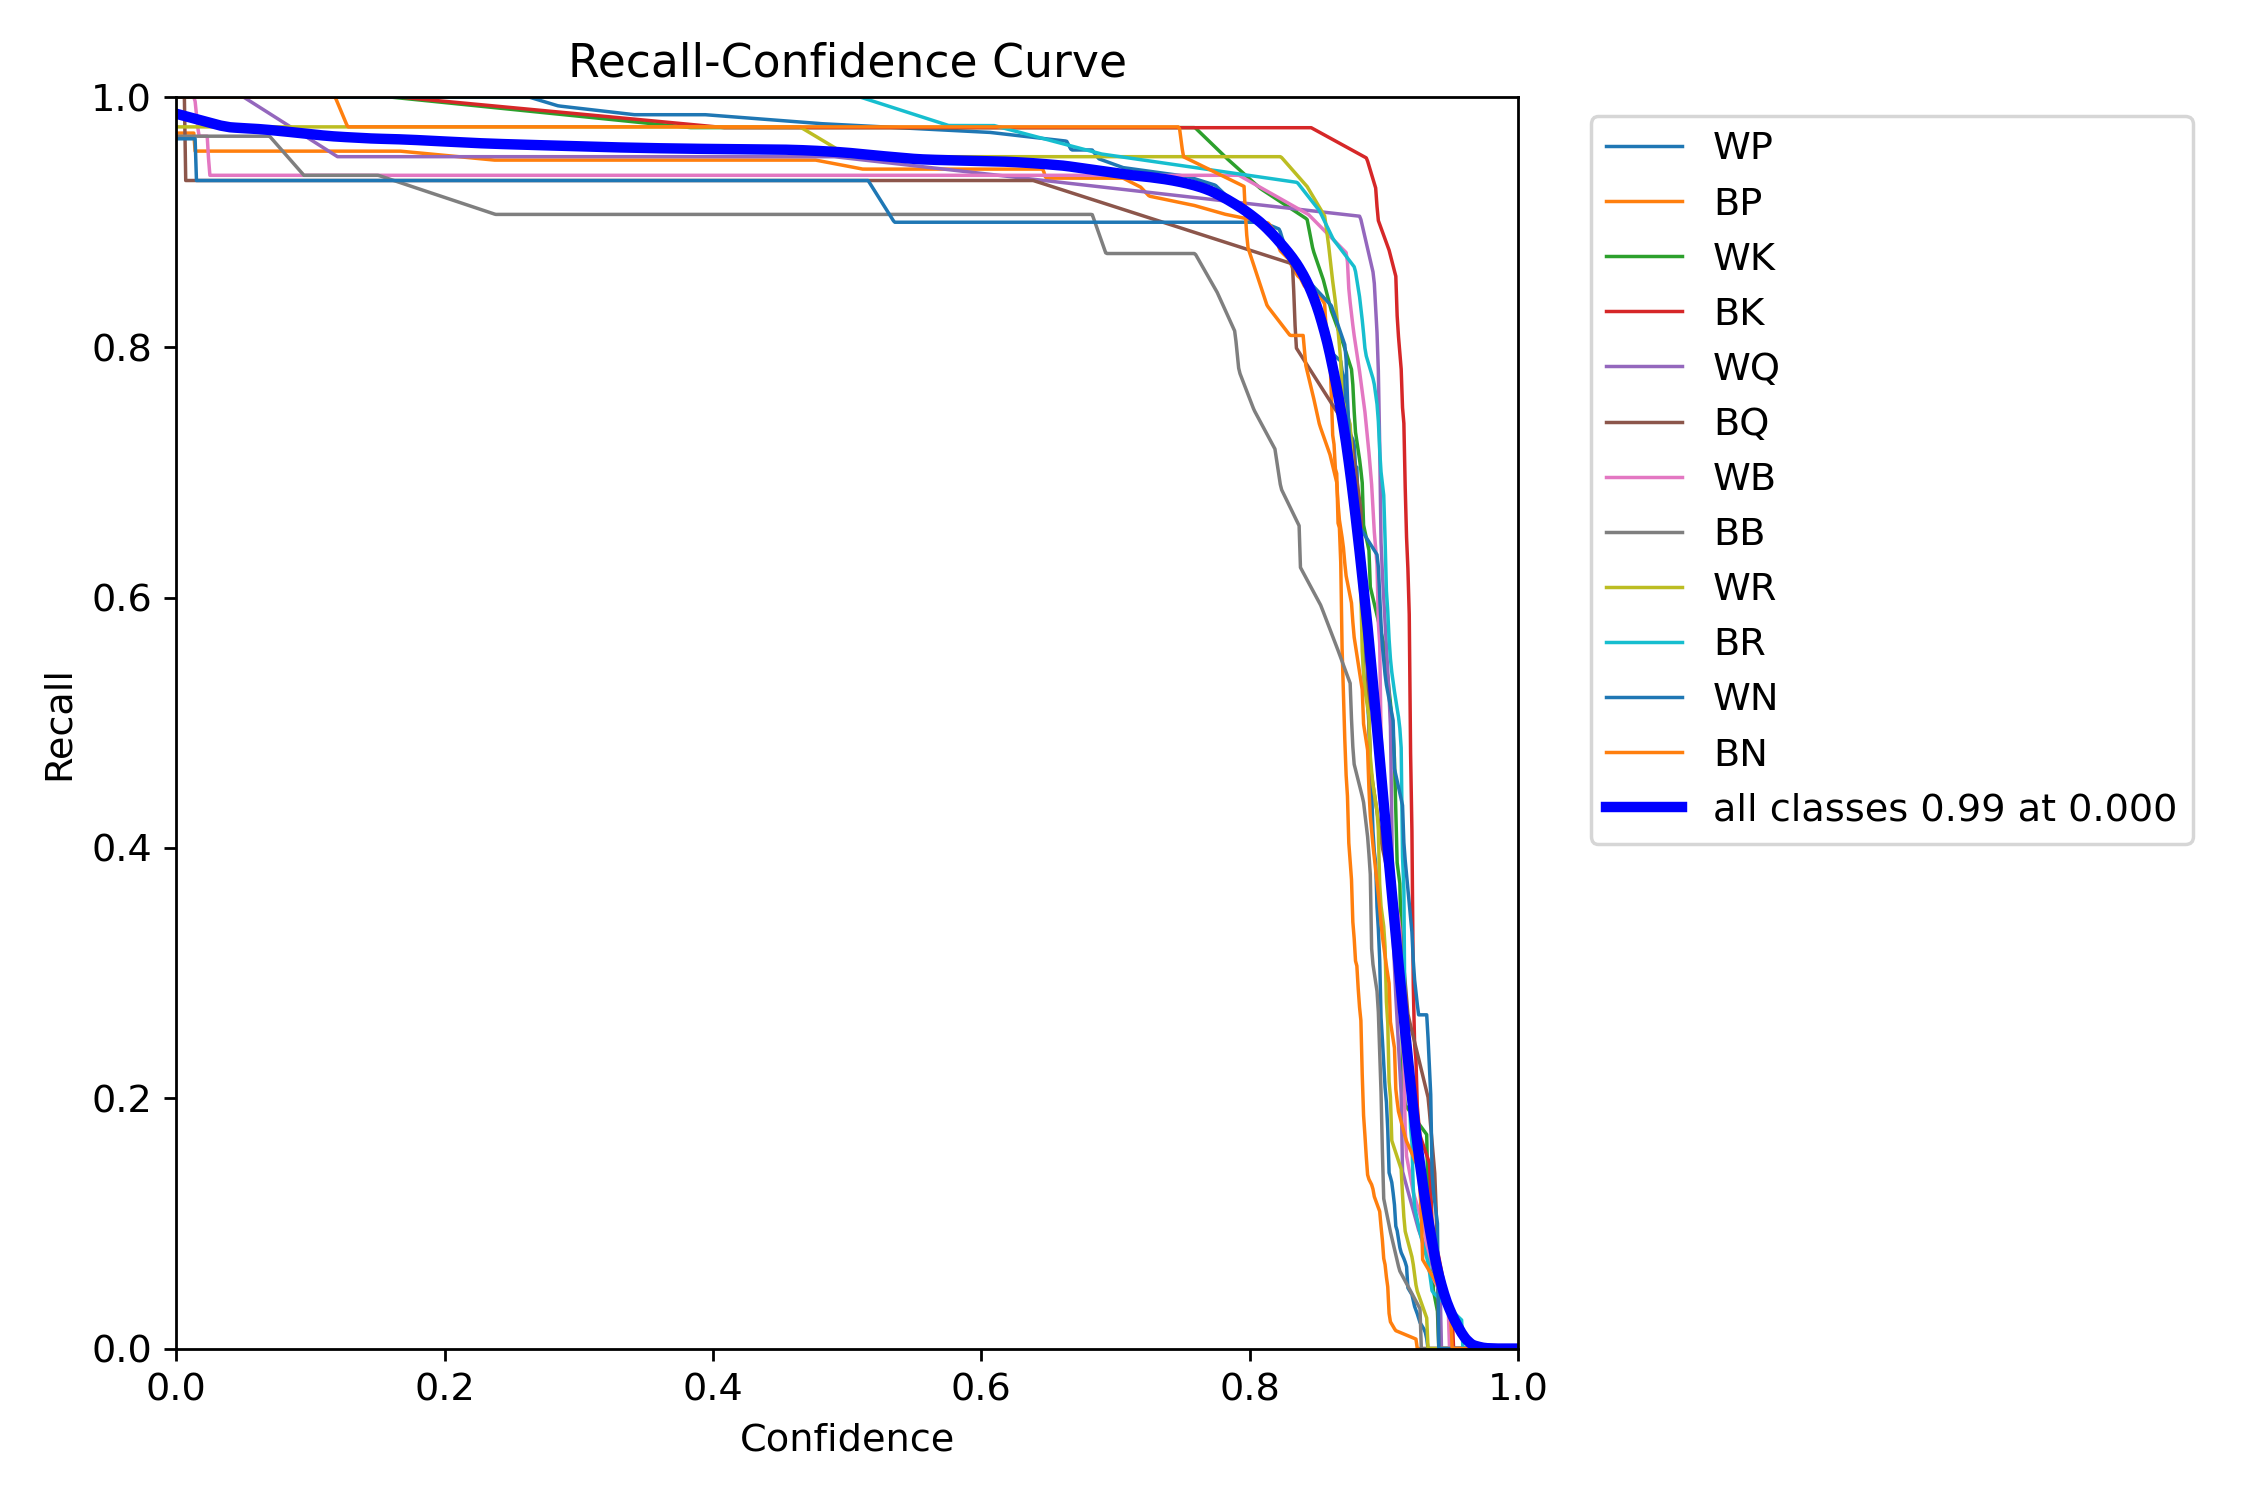 Recall-Confidence Curve
1.0
0.8
0.6
0.4
0.2
0.0
Recall
0.0 0.2 0.4 0.6 0.8 1.0
Confidence
WP
BP
WK
BK
WQ
BQ
WB
BB
WR
BR
WN
BN
all classes 0.99 at 0.000